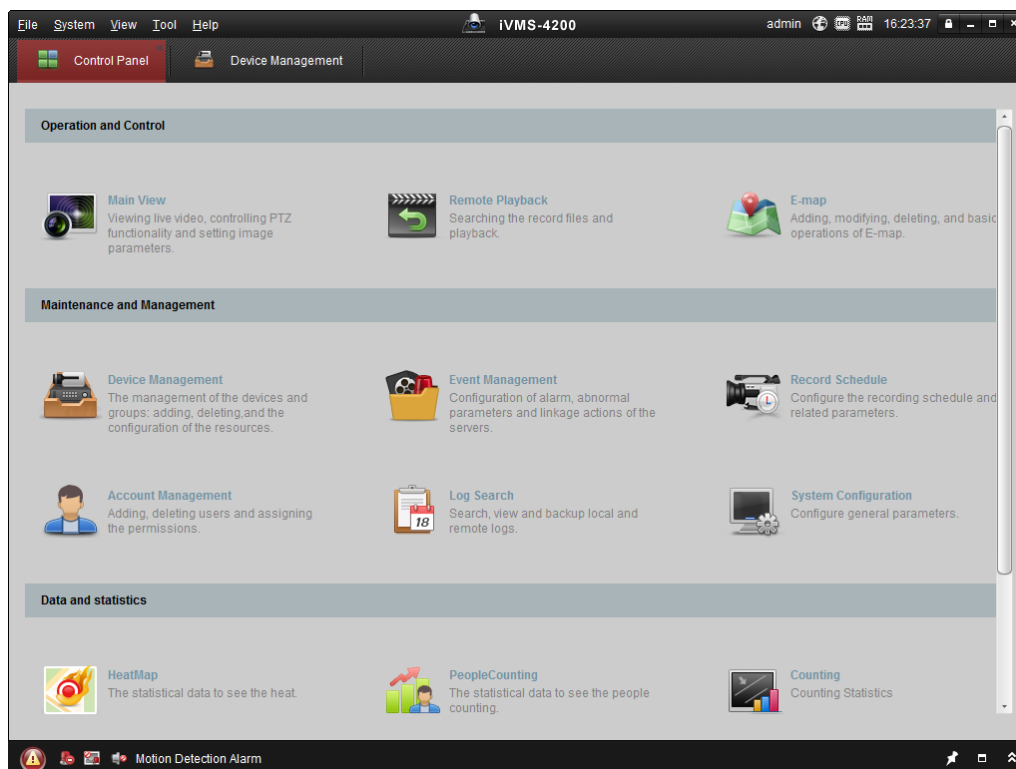 File System View Tool Help iVMS-4200 admin CPU RAM 16:23:37
Control Panel Device Management
Operation and Control
Main View
Viewing live video, controlling PTZ
functionality and setting image
parameters.
Remote Playback
Searching the record files and
playback.
E-map
Adding, modifying, deleting, and basic
operations of E-map.
Maintenance and Management
Device Management
The management of the devices and
groups: adding, deleting,and the
configuration of the resources.
Event Management
Configuration of alarm, abnormal
parameters and linkage actions of the
servers.
Record Schedule
Configure the recording schedule and
related parameters.
Account Management
Adding, deleting users and assigning
the permissions.
Log Search
Search, view and backup local and
remote logs.
18
System Configuration
Configure general parameters.
Data and statistics
HeatMap
The statistical data to see the heat.
PeopleCounting
The statistical data to see the people
counting.
Counting
Counting Statistics
Motion Detection Alarm